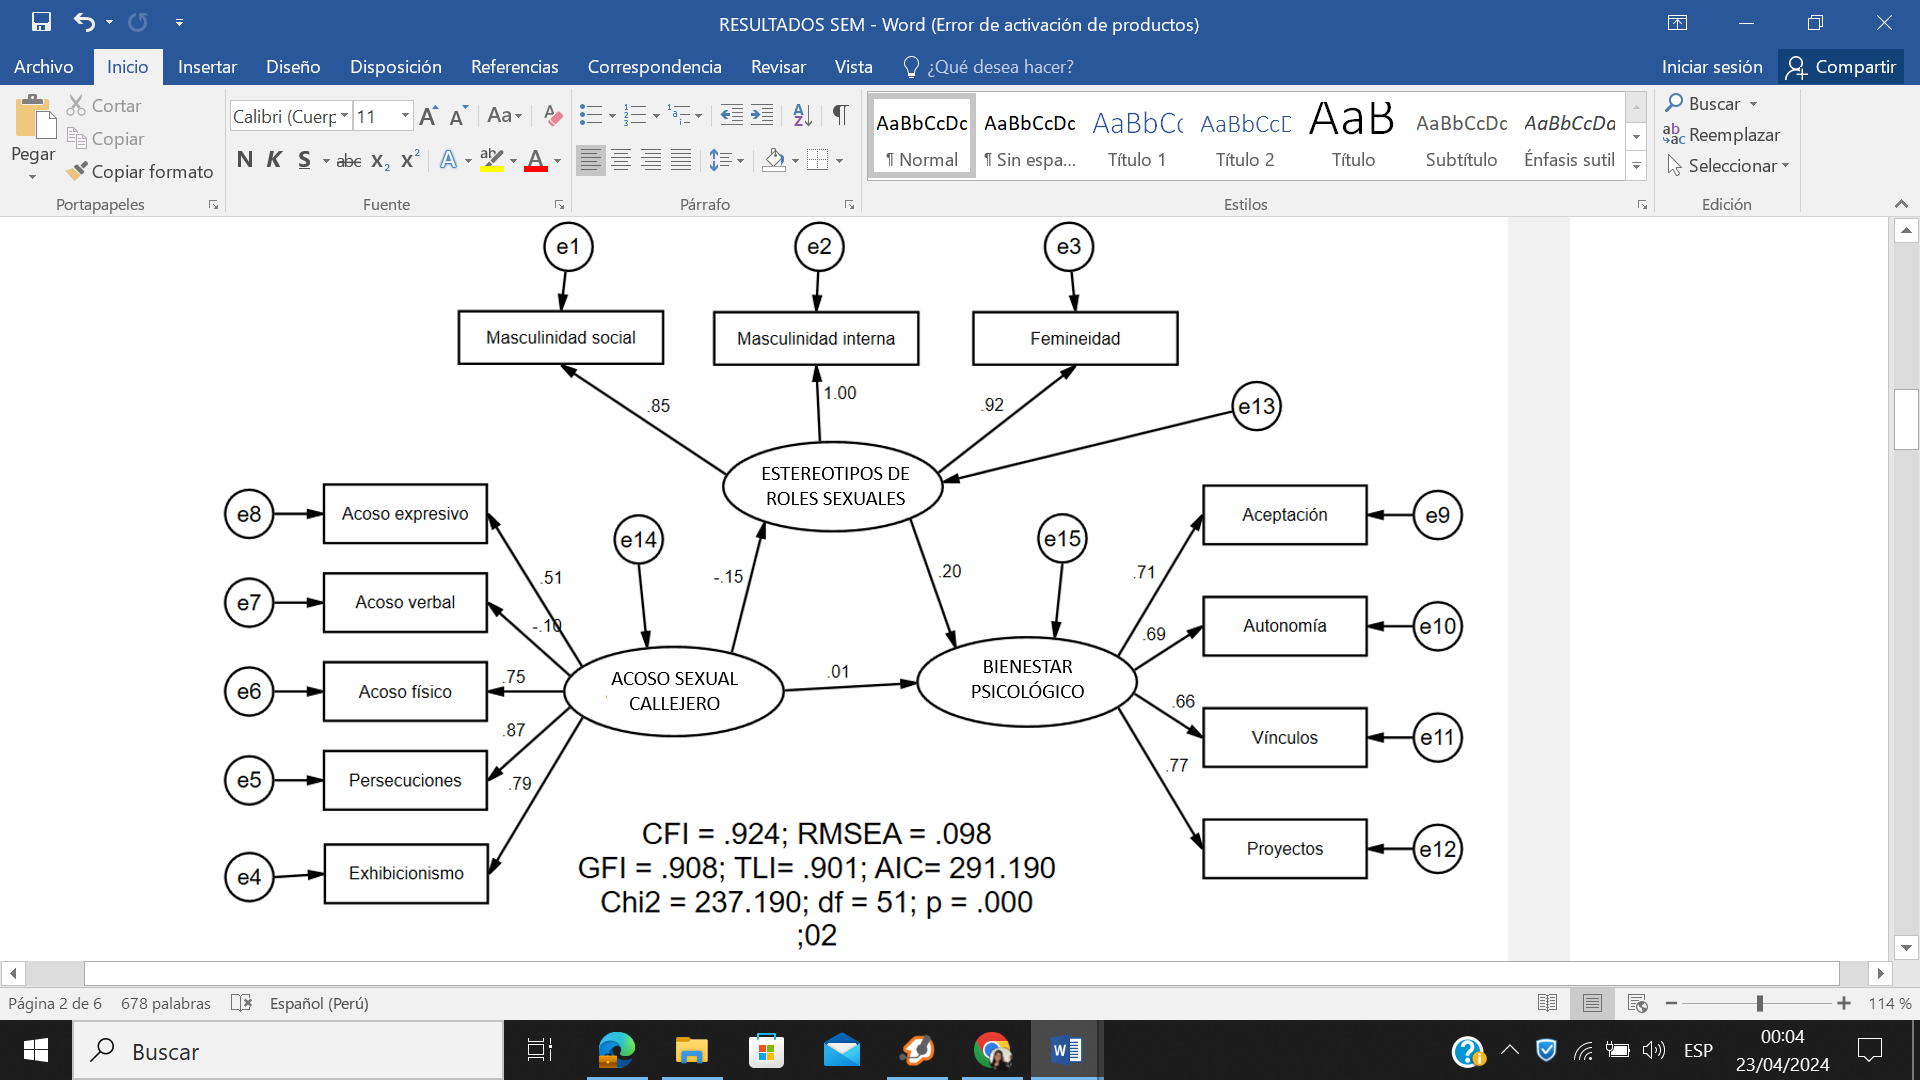 RESULTADOS SEM - Word (Error de activación de productos)
Archivo
Inicio
Insertar
Diseño
Disposición
Referencias
Correspondencia
Revisar
Vista
¿Qué desea hacer?
Iniciar sesión
Compartir
Pegar
Cortar
Copiar
Copiar formato
Portapapeles
Calibri (Cuerp
11
Aa
N K S abc x₂ x²
A
ab
A
Fuente
Párrafo
AaBbCcDc
¶ Normal
AaBbCcDc
¶ Sin espa...
AaBbCc
Título 1
AaBbCcD
Título 2
AaB
Título
AaBbCcDc
Subtítulo
AaBbCcDa
Énfasis sutil
Estilos
Buscar
Reemplazar
Seleccionar
Edición
e1
e2
e3
Masculinidad social
Masculinidad interna
Femineidad
.85
1.00
.92
e13
ESTEREOTIPOS DE
ROLES SEXUALES
e8
Acoso expresivo
e14
e15
Aceptación
e9
.51
-.15
.20
.71
e7
Acoso verbal
-.10
.69
Autonomía
e10
e6
Acoso físico
.75
ACOSO SEXUAL
CALLEJERO
.01
BIENESTAR
PSICOLÓGICO
.66
Vínculos
e11
.87
e5
Persecuciones
.79
.77
e4
Exhibicionismo
Proyectos
e12
CFI = .924; RMSEA = .098
GFI = .908; TLI= .901; AIC= 291.190
Chi2 = 237.190; df = 51; p = .000
;02
Página 2 de 6
678 palabras
Español (Perú)
114 %
Buscar
ESP
00:04
23/04/2024